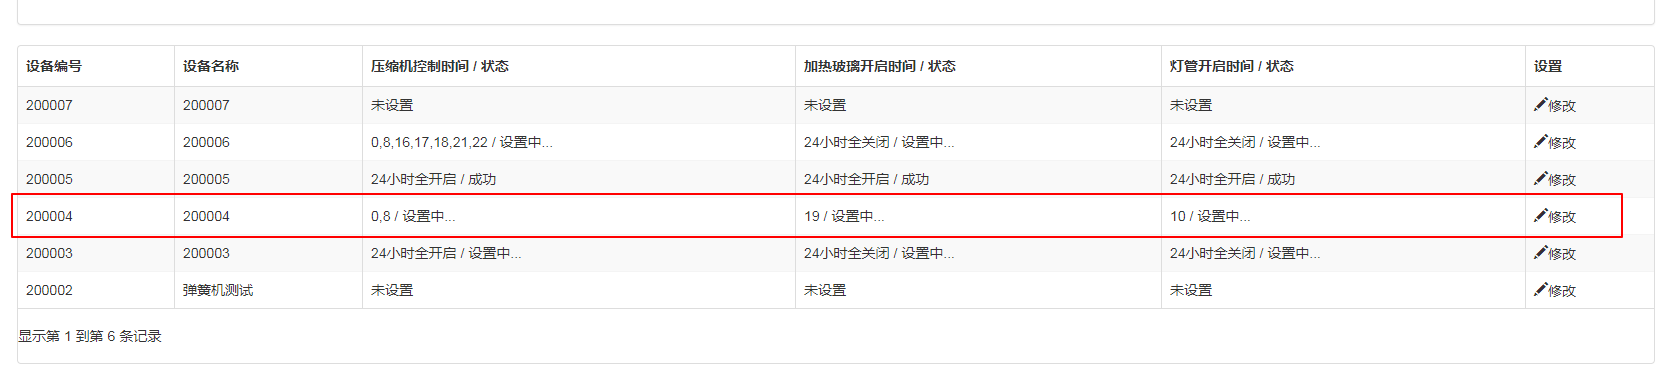 设备编号 设备名称 压缩机控制时间 / 状态 加热玻璃开启时间 / 状态 灯管开启时间 / 状态 设置
200007 200007 未设置 未设置 未设置 修改
200006 200006 0,8,16,17,18,21,22 / 设置中... 24小时全关闭 / 设置中... 24小时全关闭 / 设置中... 修改
200005 200005 24小时全开启 / 成功 24小时全开启 / 成功 24小时全开启 / 成功 修改
200004 200004 0,8 / 设置中... 19 / 设置中... 10 / 设置中... 修改
200003 200003 24小时全开启 / 设置中... 24小时全关闭 / 设置中... 24小时全关闭 / 设置中... 修改
200002 弹簧机测试 未设置 未设置 未设置 修改
显示第 1 到第 6 条记录